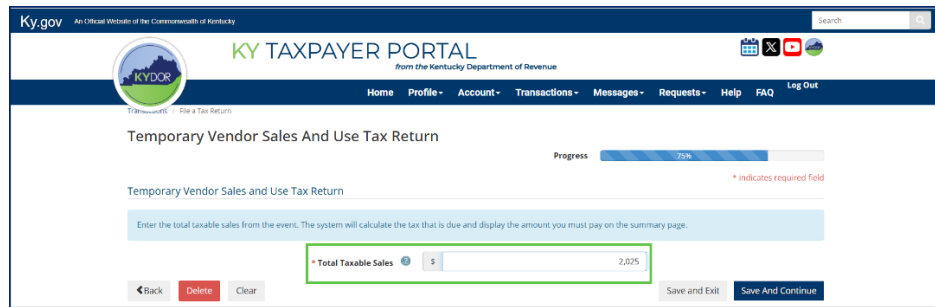 Ky.gov An Official Website of the Commonwealth of Kentucky Search
KYDOR
KY TAXPAYER PORTAL
from the Kentucky Department of Revenue
Home Profile Account Transactions Messages Requests Help FAQ Log Out
Transactions / File a Tax Return
Temporary Vendor Sales And Use Tax Return
Progress 75%
* indicates required field
Temporary Vendor Sales and Use Tax Return
Enter the total taxable sales from the event. The system will calculate the tax that is due and display the amount you must pay on the summary page.
* Total Taxable Sales ? $ 2,025
Back Delete Clear Save and Exit Save And Continue